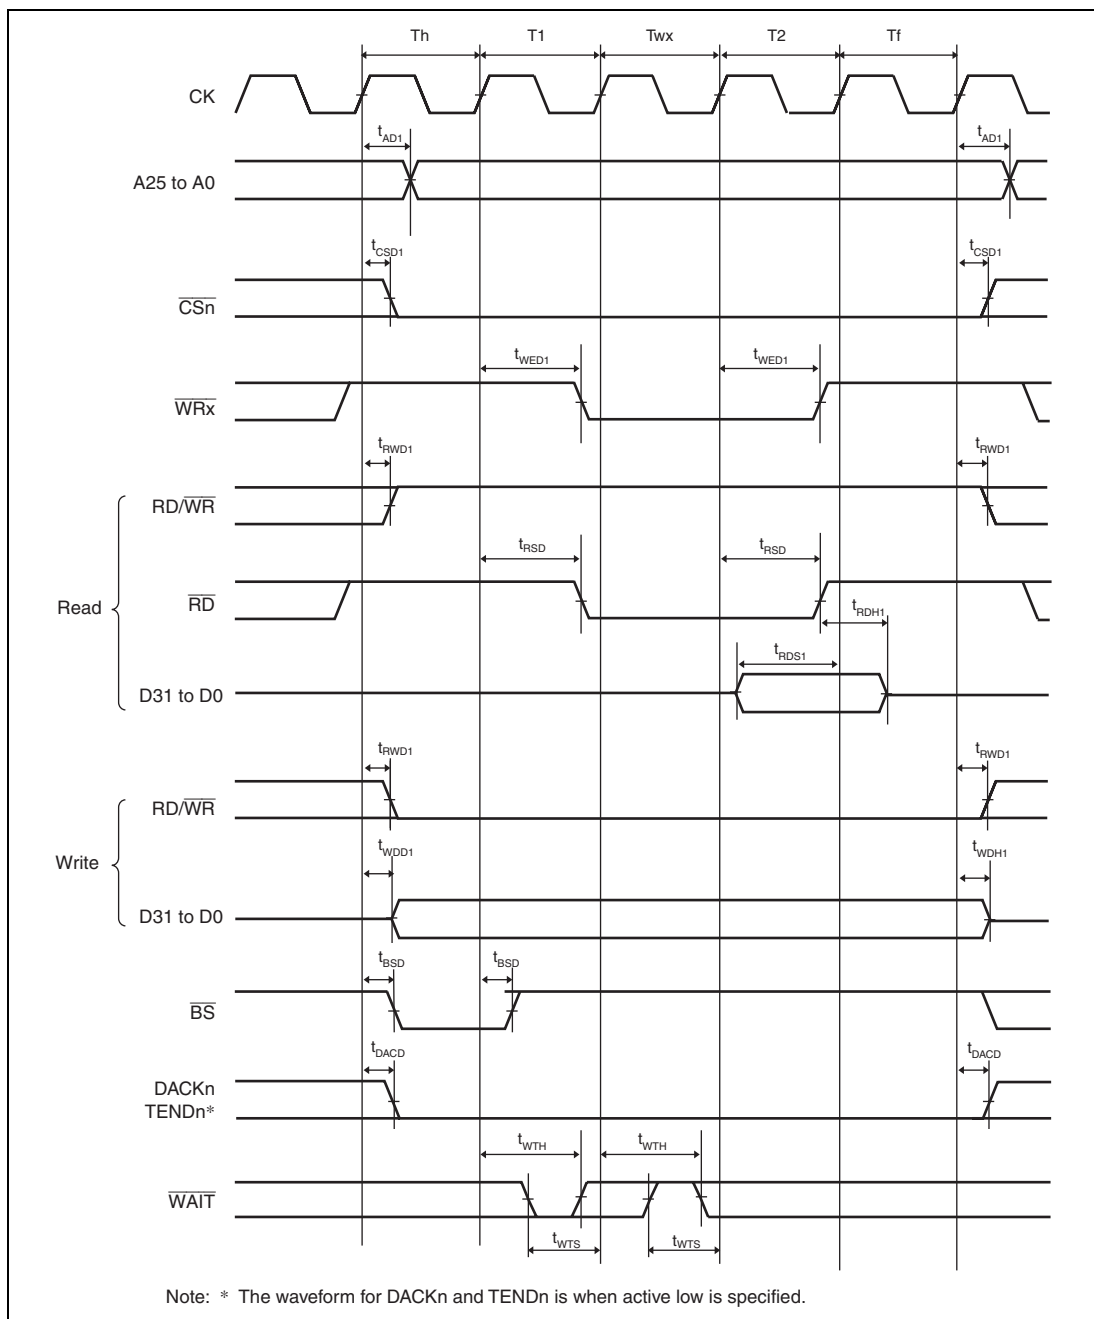 Th T1 Twx T2 Tf
CK
tAD1 tAD1
A25 to A0
tCSD1 tCSD1
CSn
tWED1 tWED1
WRx
tRWD1 tRWD1
RD/WR
tRSD tRSD
Read
RD
tRDH1
tRDS1
D31 to D0
tRWD1 tRWD1
RD/WR
Write
tWDD1 tWDH1
D31 to D0
tBSD tBSD
BS
tDACD tDACD
DACKn
TENDn*
tWTH tWTH
WAIT
tWTS tWTS
Note: * The waveform for DACKn and TENDn is when active low is specified.